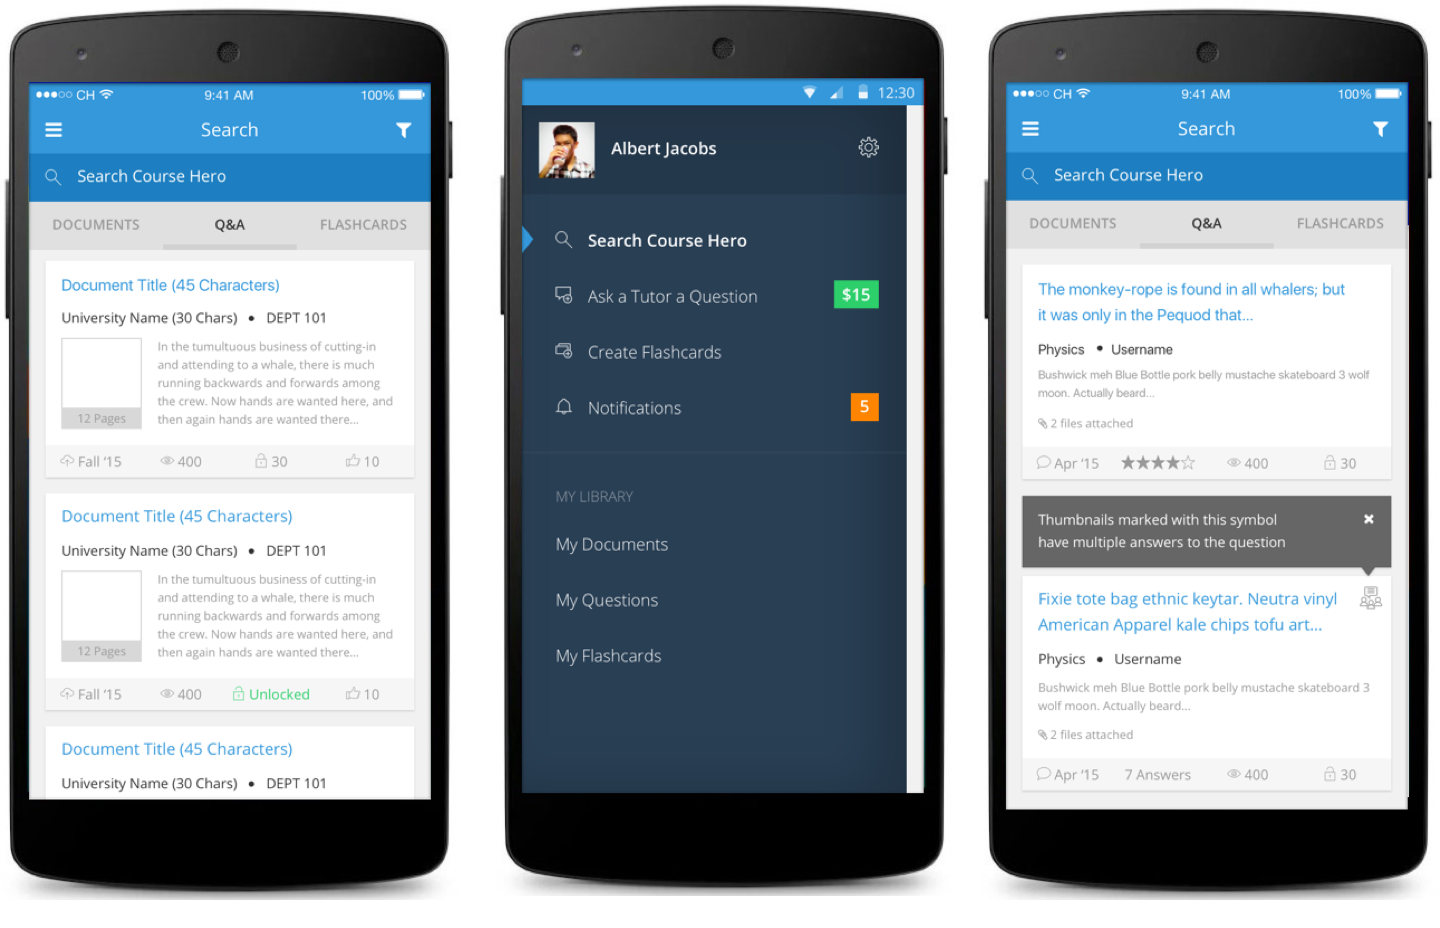 CH
9:41 AM
100%
Search
Search Course Hero
DOCUMENTS
Q&A
FLASHCARDS
Document Title (45 Characters)
University Name (30 Chars) • DEPT 101
In the tumultuous business of cutting-in
and attending to a whale, there is much
running backwards and forwards among
the crew. Now hands are wanted here, and
then again hands are wanted there...
12 Pages
Fall '15
400
30
10
Document Title (45 Characters)
University Name (30 Chars) • DEPT 101
In the tumultuous business of cutting-in
and attending to a whale, there is much
running backwards and forwards among
the crew. Now hands are wanted here, and
then again hands are wanted there...
12 Pages
Fall '15
400
Unlocked
10
Document Title (45 Characters)
University Name (30 Chars) • DEPT 101
12:30
Albert Jacobs
Search Course Hero
Ask a Tutor a Question
$15
Create Flashcards
Notifications
5
MY LIBRARY
My Documents
My Questions
My Flashcards
CH
9:41 AM
100%
Search
Search Course Hero
DOCUMENTS
Q&A
FLASHCARDS
The monkey-rope is found in all whalers; but
it was only in the Pequod that...
Physics • Username
Bushwick meh Blue Bottle pork belly mustache skateboard 3 wolf
moon. Actually beard...
2 files attached
Apr '15
400
30
Thumbnails marked with this symbol
have multiple answers to the question
Fixie tote bag ethnic keytar. Neutra vinyl
American Apparel kale chips tofu art...
Physics • Username
Bushwick meh Blue Bottle pork belly mustache skateboard 3
wolf moon. Actually beard...
2 files attached
Apr '15
7 Answers
400
30